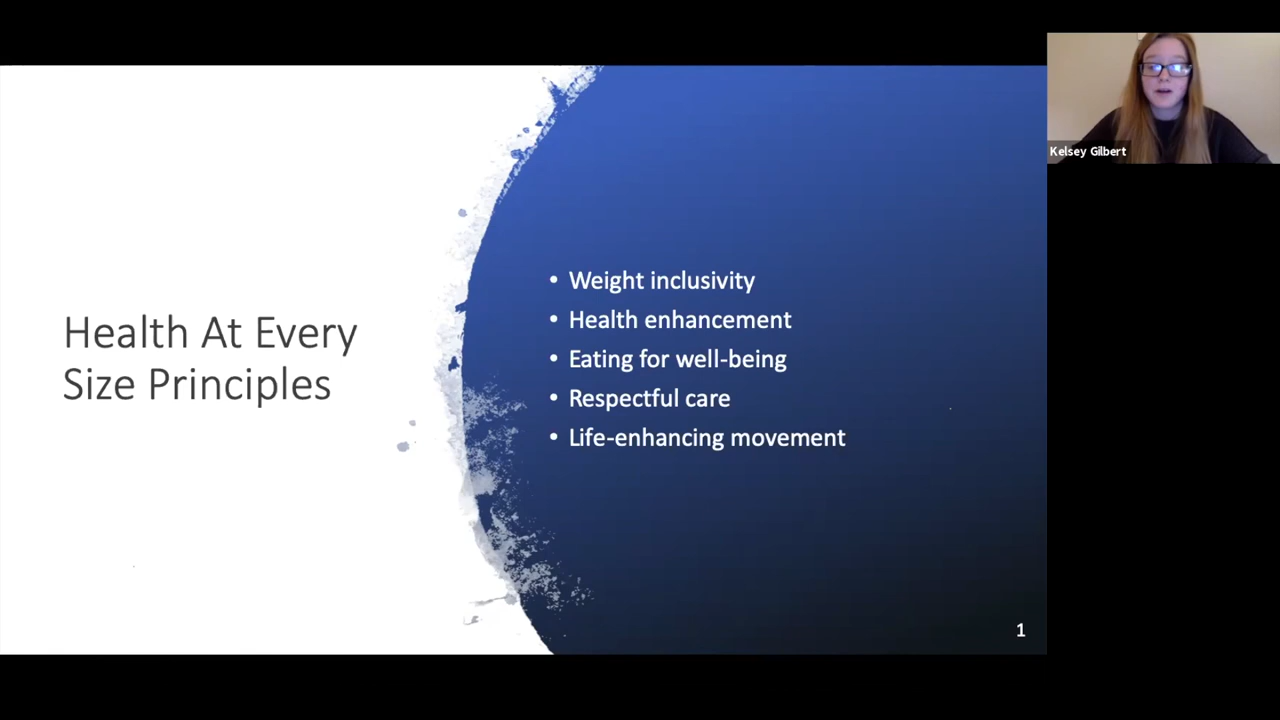 Health At Every
Size Principles
• Weight inclusivity
• Health enhancement
• Eating for well-being
• Respectful care
• Life-enhancing movement
1
Kelsey Gilbert